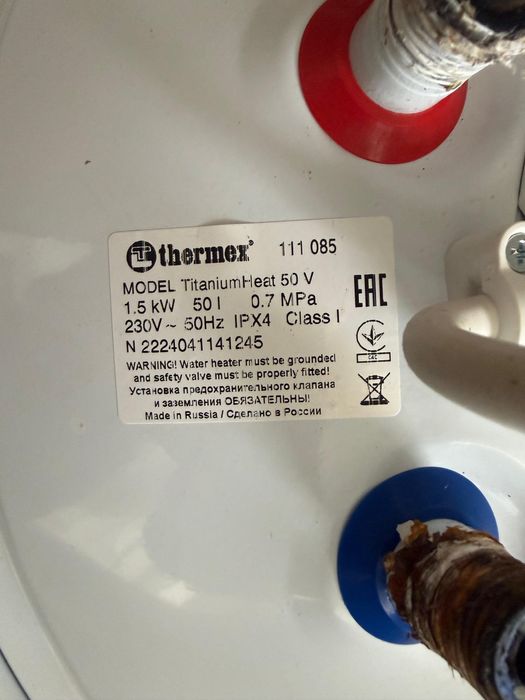 thermex® 111 085
MODEL TitaniumHeat 50 V
1.5 kW 50 l 0.7 MPa
230V ~ 50Hz IPX4 Class I
N 2224041141245
WARNING! Water heater must be grounded
and safety valve must be properly fitted!
Установка предохранительного клапана
и заземления ОБЯЗАТЕЛЬНЫ!
Made in Russia / Сделано в России
EAC